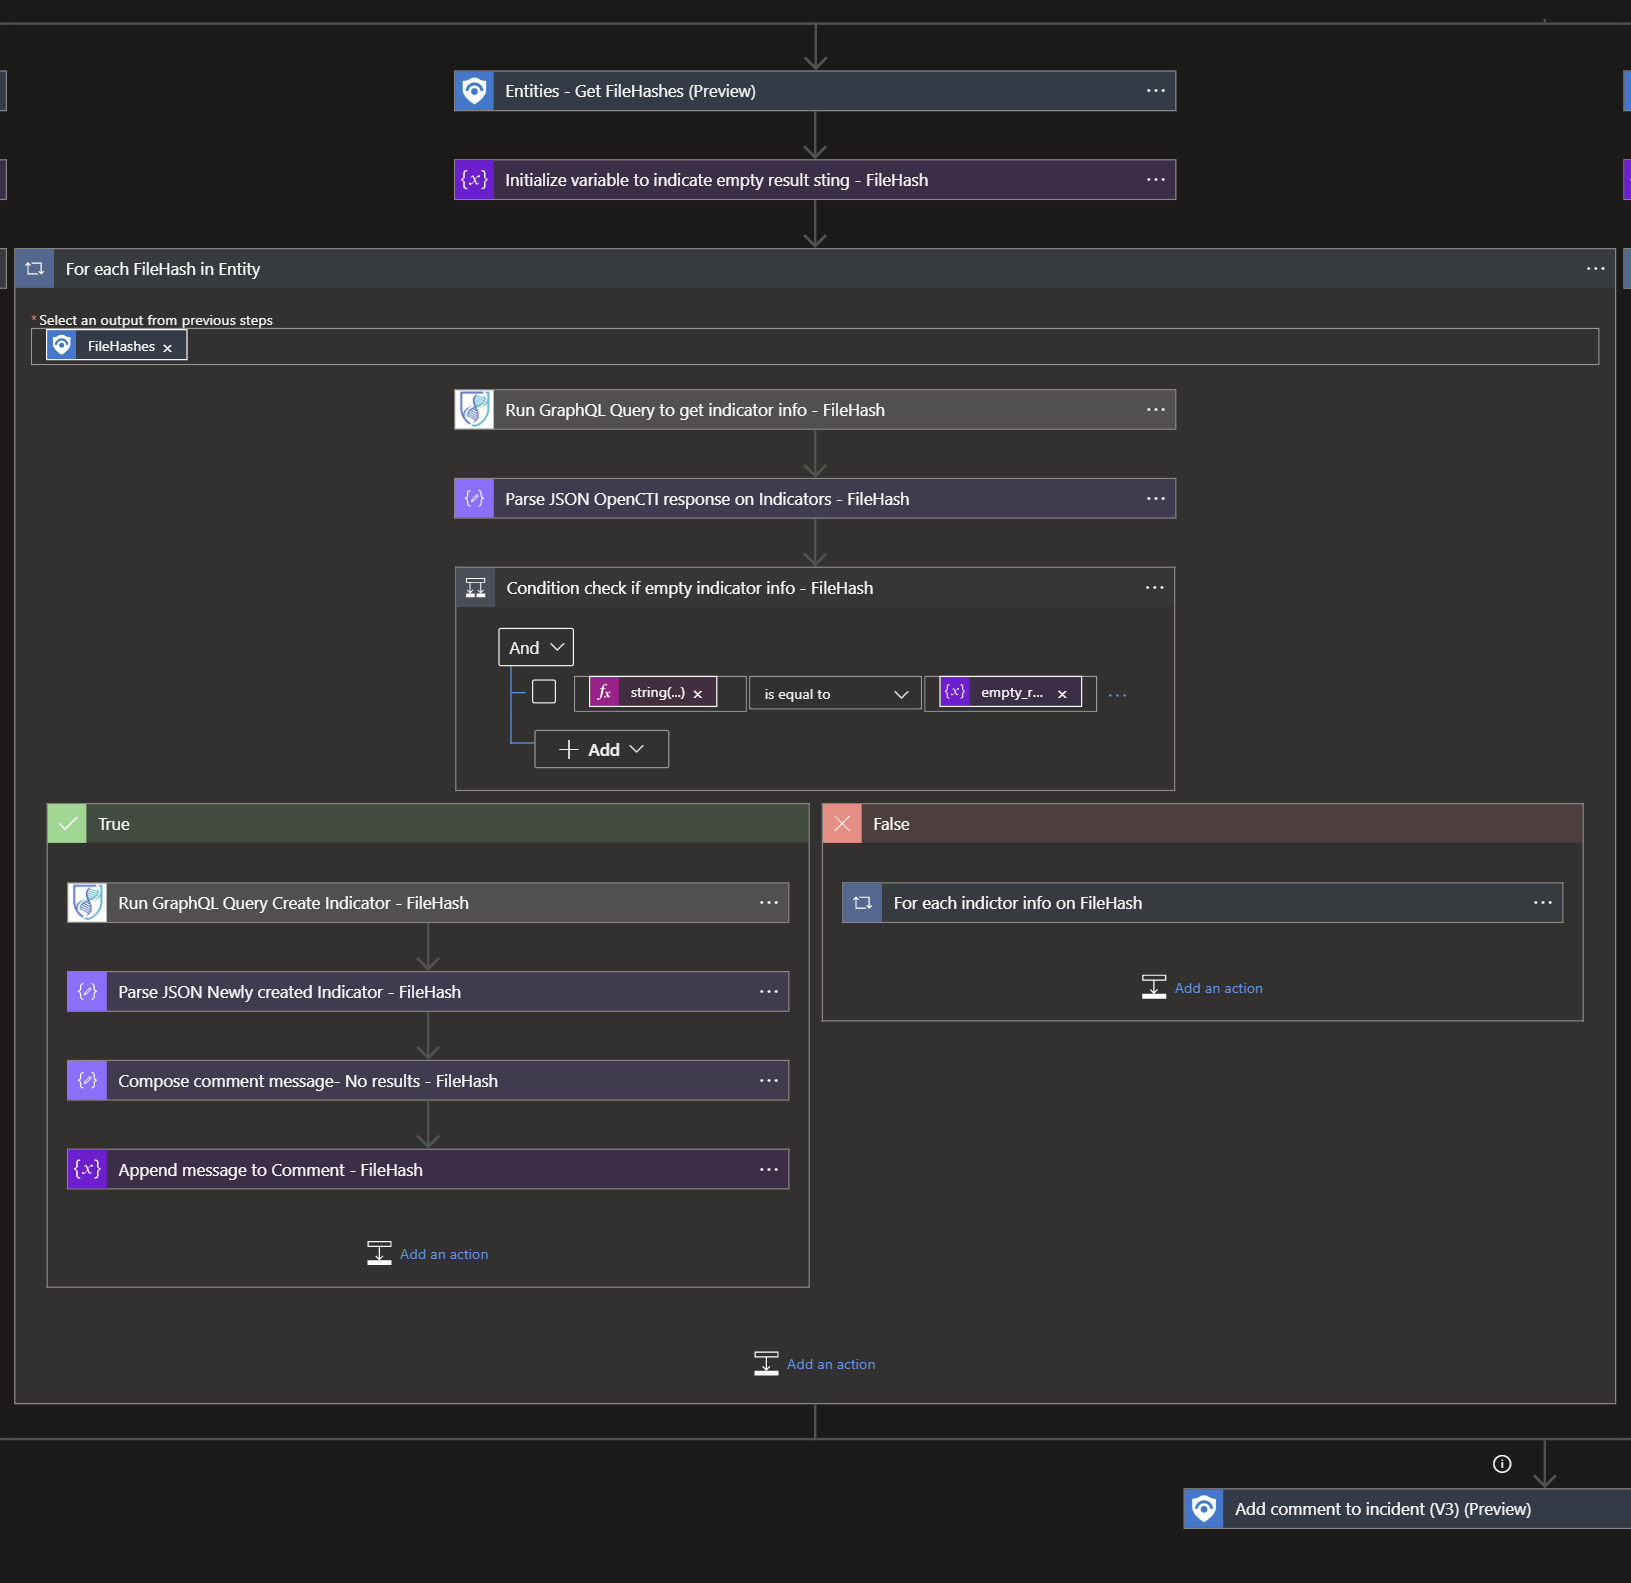 Entities - Get FileHashes (Preview)
Initialize variable to indicate empty result sting - FileHash
For each FileHash in Entity
* Select an output from previous steps
FileHashes
Run GraphQL Query to get indicator info - FileHash
Parse JSON OpenCTI response on Indicators - FileHash
Condition check if empty indicator info - FileHash
And
string(...) is equal to empty_r...
Add
True
Run GraphQL Query Create Indicator - FileHash
Parse JSON Newly created Indicator - FileHash
Compose comment message- No results - FileHash
Append message to Comment - FileHash
Add an action
False
For each indictor info on FileHash
Add an action
Add an action
Add comment to incident (V3) (Preview)